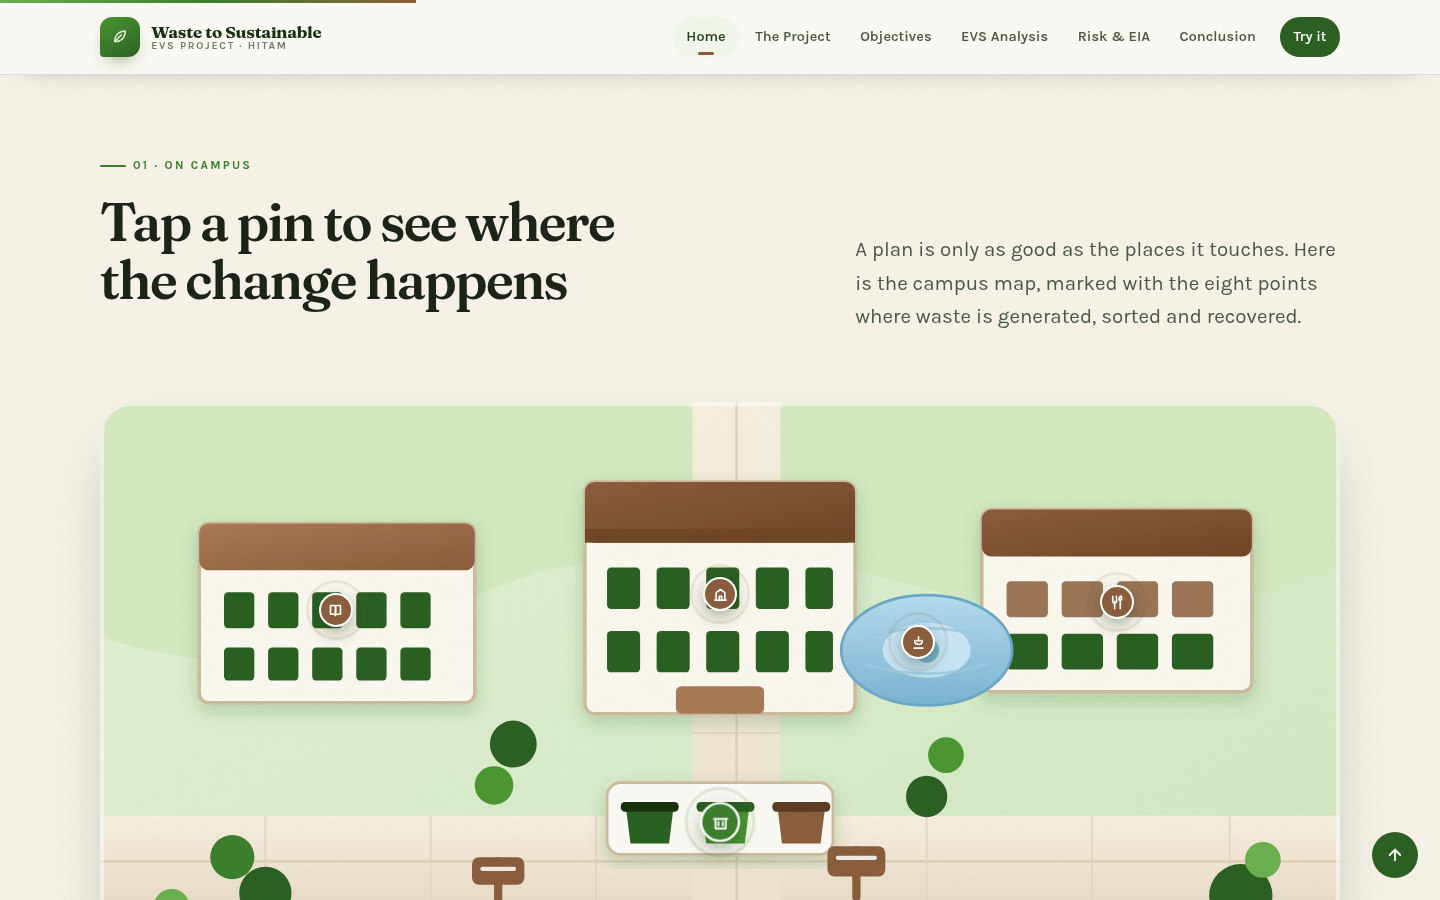 Waste to Sustainable
EVS PROJECT · HITAM
Home
The Project
Objectives
EVS Analysis
Risk & EIA
Conclusion
Try it
01 · ON CAMPUS
Tap a pin to see where
the change happens
A plan is only as good as the places it touches. Here
is the campus map, marked with the eight points
where waste is generated, sorted and recovered.